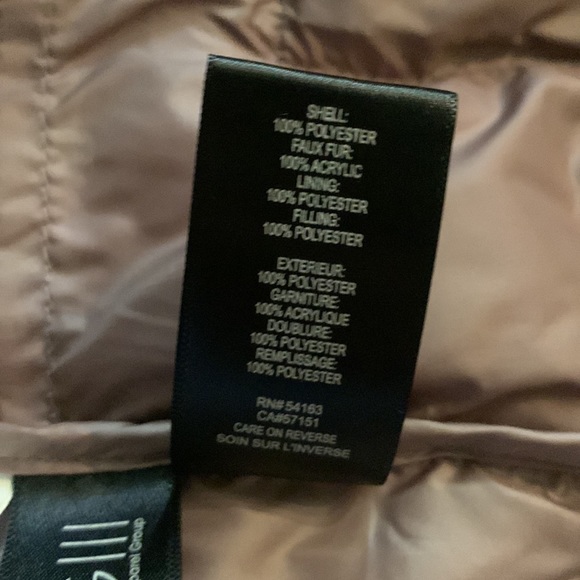 SHELL:
100% POLYESTER
FAUX FUR:
100% ACRYLIC
LINING:
100% POLYESTER
FILLING:
100% POLYESTER
EXTERIEUR:
100% POLYESTER
GARNITURE:
100% ACRYLIQUE
DOUBLURE:
100% POLYESTER
REMPLISSAGE:
100% POLYESTER
RN# 54163
CA#57151
CARE ON REVERSE
SOIN SUR L'INVERSE
Group